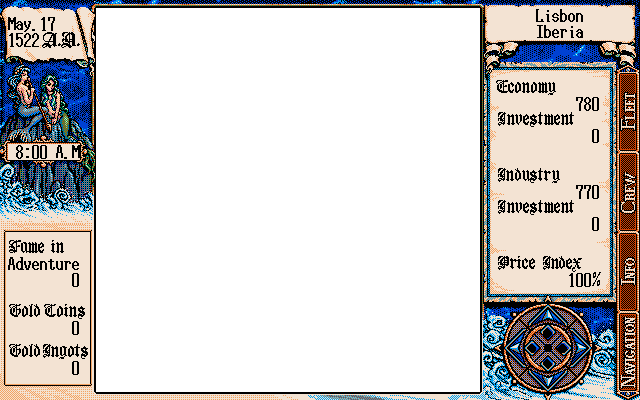 May. 17
1522 A.D.
8:00 A.M
Fame in
Adventure
0
Gold Coins
0
Gold Ingots
0
Lisbon
Iberia
Economy
780
Investment
0
Industry
770
Investment
0
Price Index
100%
Fleet
Crew
Info
Navigation